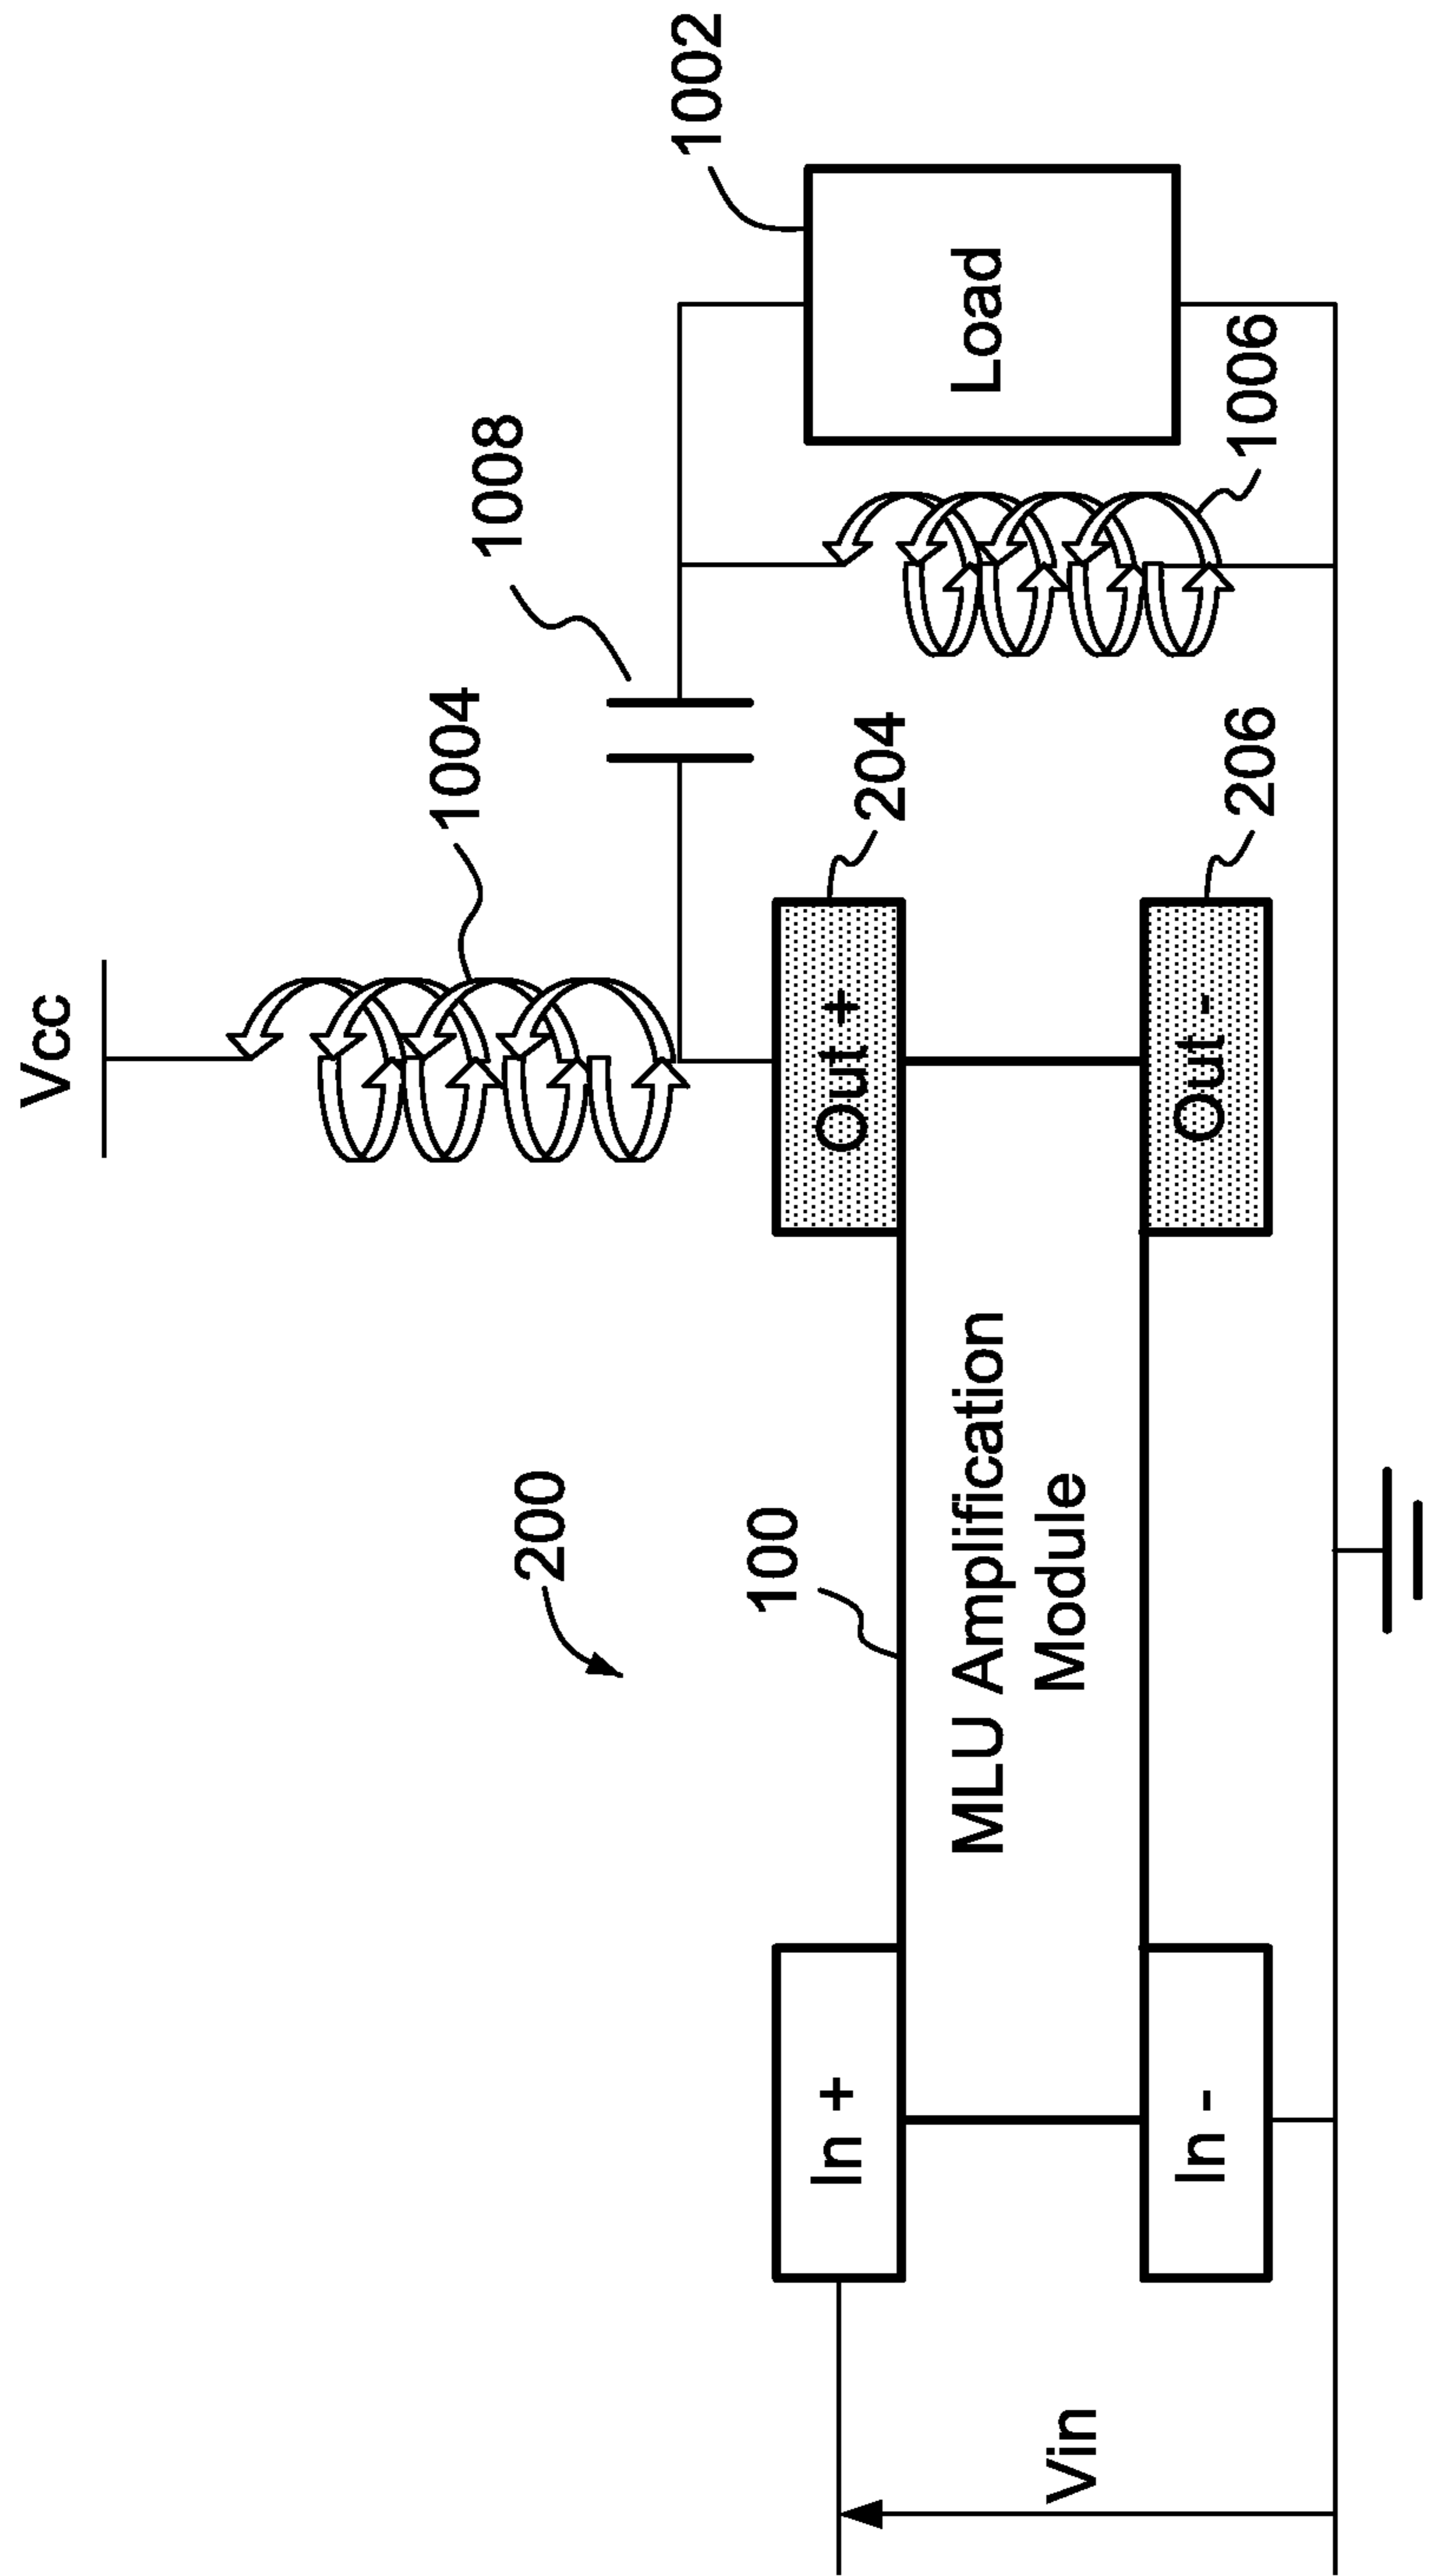 Vcc
1004
1008
1002
200
100
204
206
1006
In +
In -
MLU Amplification
Module
Out +
Out -
Load
Vin